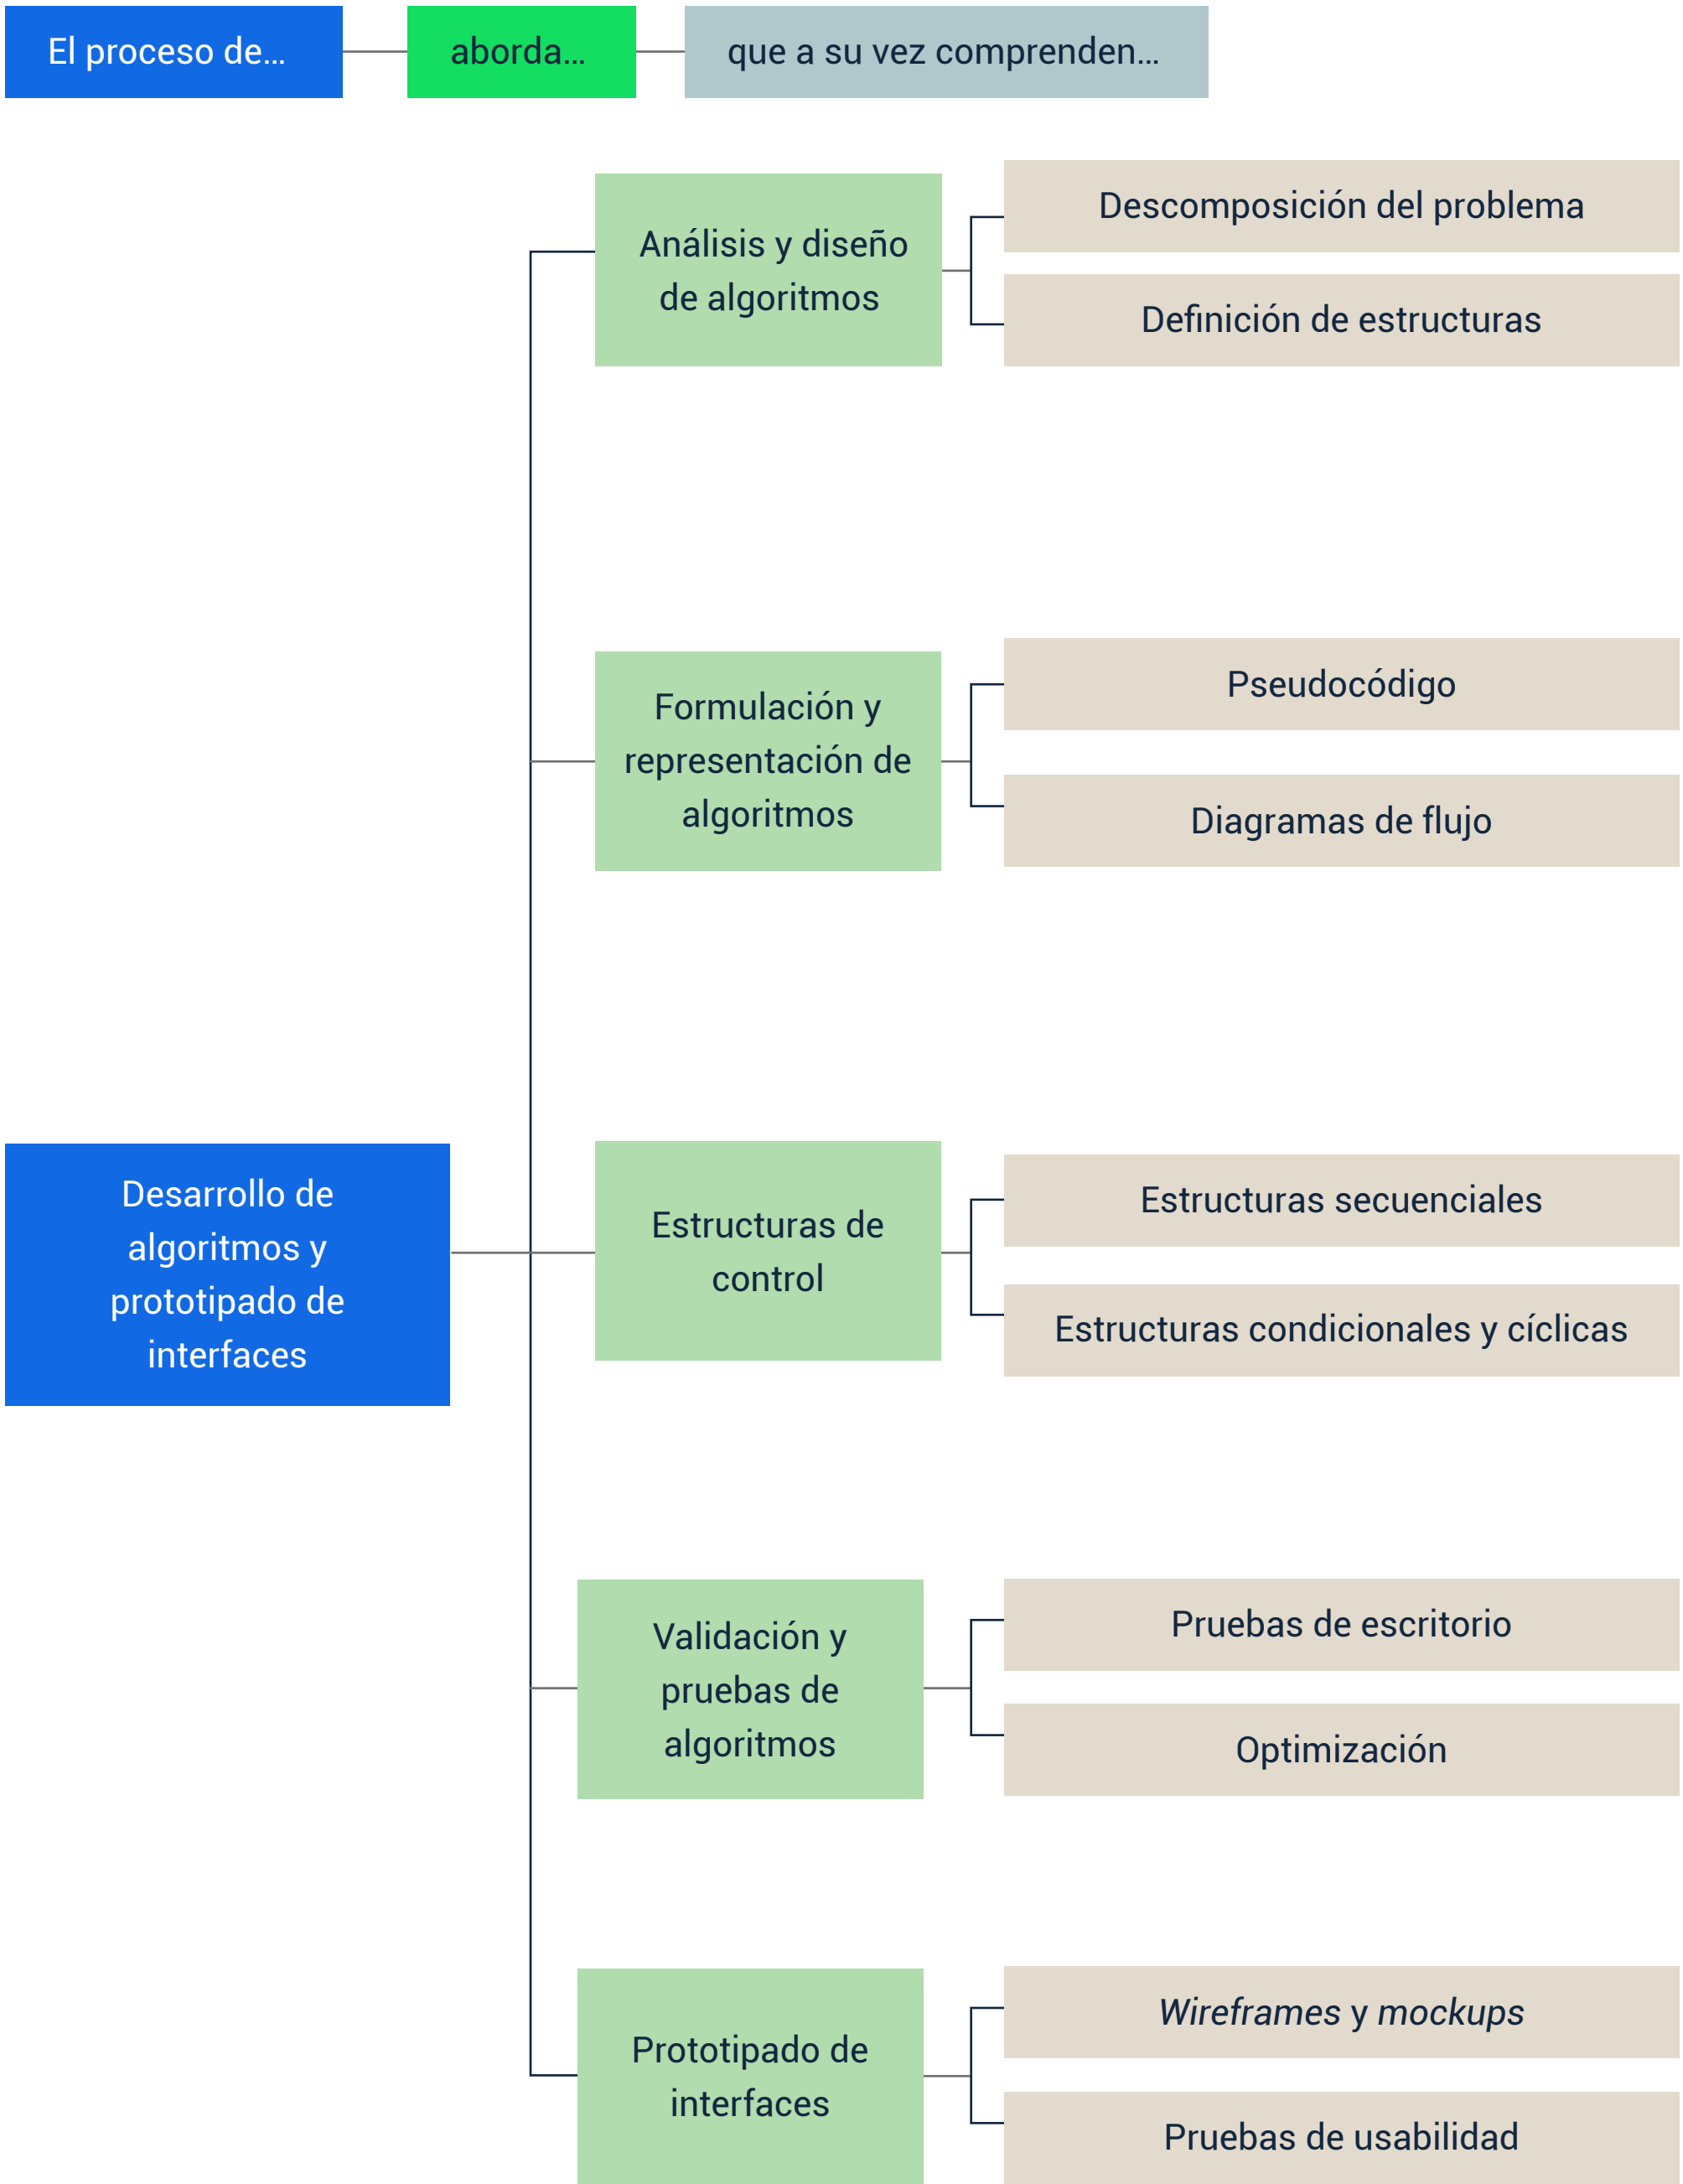 El proceso de...
aborda...
que a su vez comprenden...
Análisis y diseño
de algoritmos
Descomposición del problema
Definición de estructuras
Formulación y
representación de
algoritmos
Pseudocódigo
Diagramas de flujo
Desarrollo de
algoritmos y
prototipado de
interfaces
Estructuras de
control
Estructuras secuenciales
Estructuras condicionales y cíclicas
Validación y
pruebas de
algoritmos
Pruebas de escritorio
Optimización
Prototipado de
interfaces
Wireframes y mockups
Pruebas de usabilidad